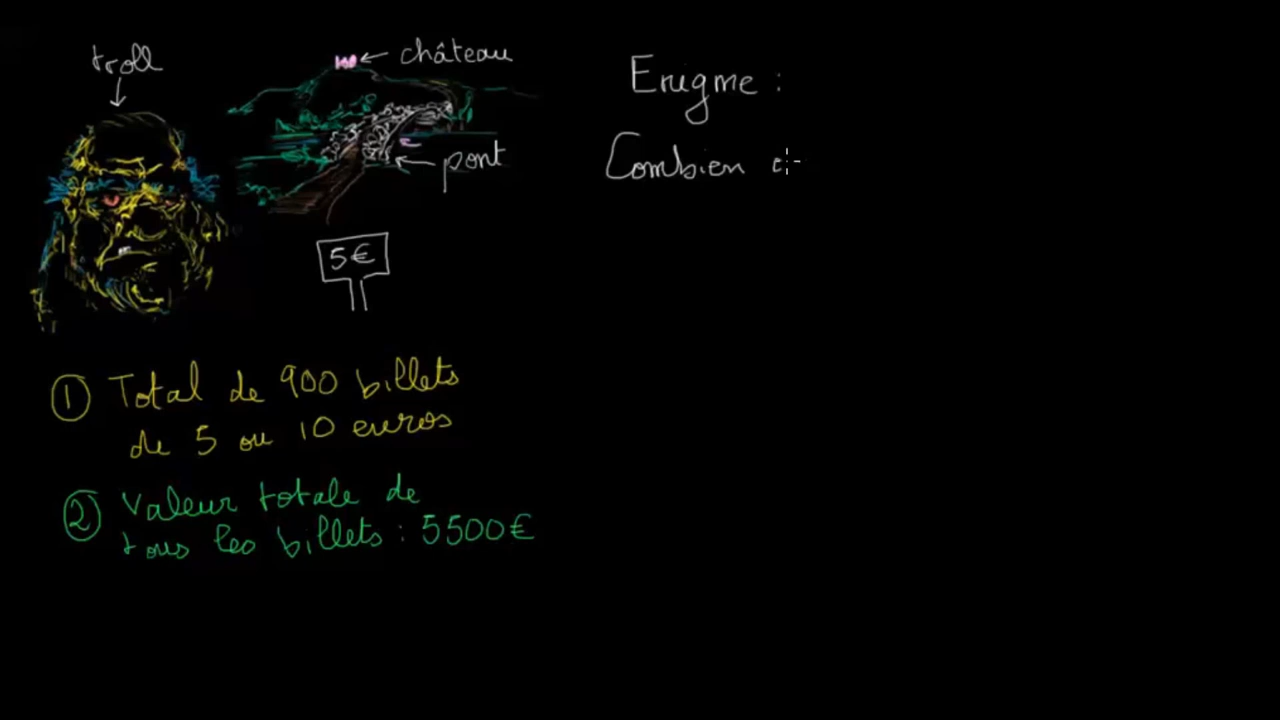 troll
château
pont
5€
① Total de 900 billets
de 5 ou 10 euros
② Valeur totale de
tous les billets : 5500€
Enigme :
Combien